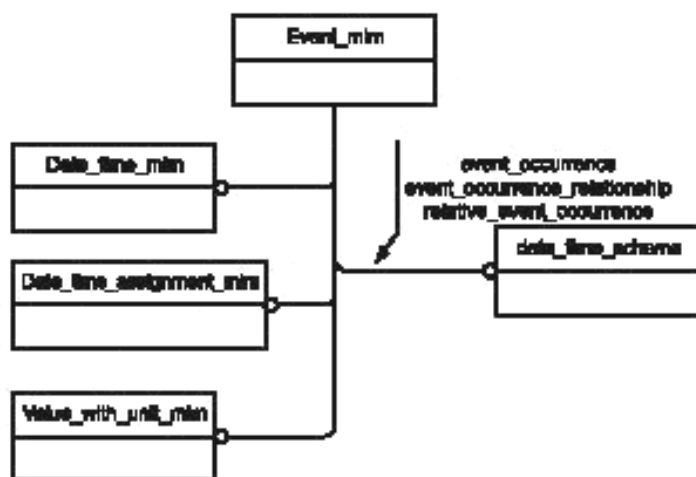 Event_mim
Date_time_mim
event_occurrence
event_occurrence_relationship
relative_event_occurrence
date_time_schema
Date_time_assignment_mim
Value_with_unit_mim